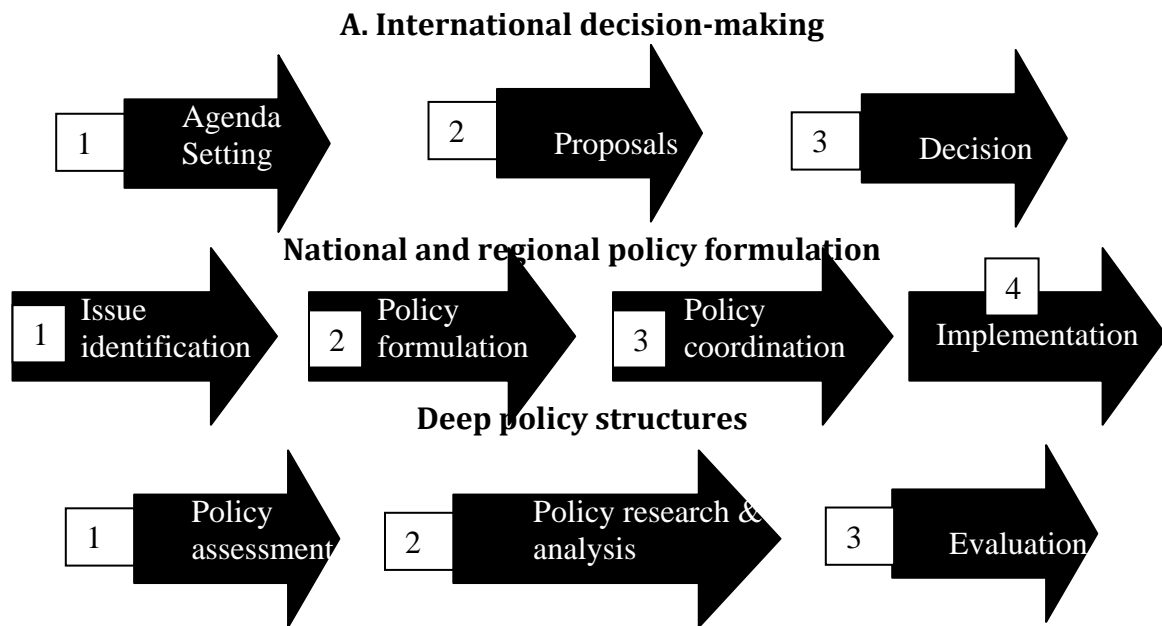 A. International decision-making
1
Agenda
Setting
2
Proposals
3
Decision
National and regional policy formulation
1
Issue
identification
2
Policy
formulation
3
Policy
coordination
4
Implementation
Deep policy structures
1
Policy
assessment
2
Policy research &
analysis
3
Evaluation